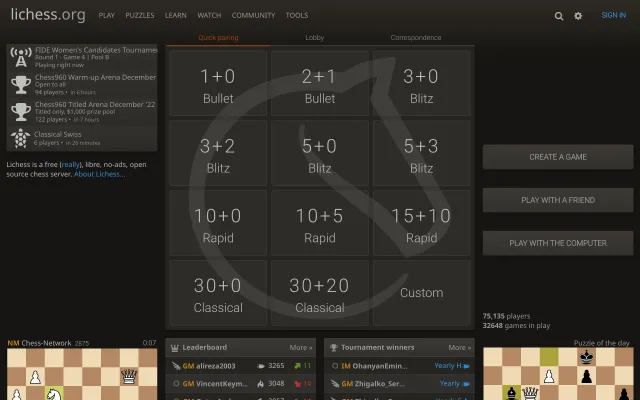 lichess.org PLAY PUZZLES LEARN WATCH COMMUNITY TOOLS SIGN IN
Quick pairing Lobby Correspondence
FIDE Women's Candidates Tourname
Round 1 - Game 4 | Pool B
Playing right now
Chess960 Warm-up Arena December
Open to all
94 players • in 6 hours
Chess960 Titled Arena December '22
Titled only, $1,000 prize pool
122 players • in 7 hours
Classical Swiss
6 players • in 26 minutes
Lichess is a free (really), libre, no-ads, open
source chess server. About Lichess...
1+0
Bullet
2+1
Bullet
3+0
Blitz
3+2
Blitz
5+0
Blitz
5+3
Blitz
10+0
Rapid
10+5
Rapid
15+10
Rapid
30+0
Classical
30+20
Classical
Custom
CREATE A GAME
PLAY WITH A FRIEND
PLAY WITH THE COMPUTER
75,135 players
32648 games in play
NM Chess-Network 2875 0:07
Leaderboard More »
GM alireza2003 3265 11
GM VincentKeym... 3048
Tournament winners More »
IM OhanyanEmin... Yearly H
GM Zhigalko_Ser... Yearly
Puzzle of the day